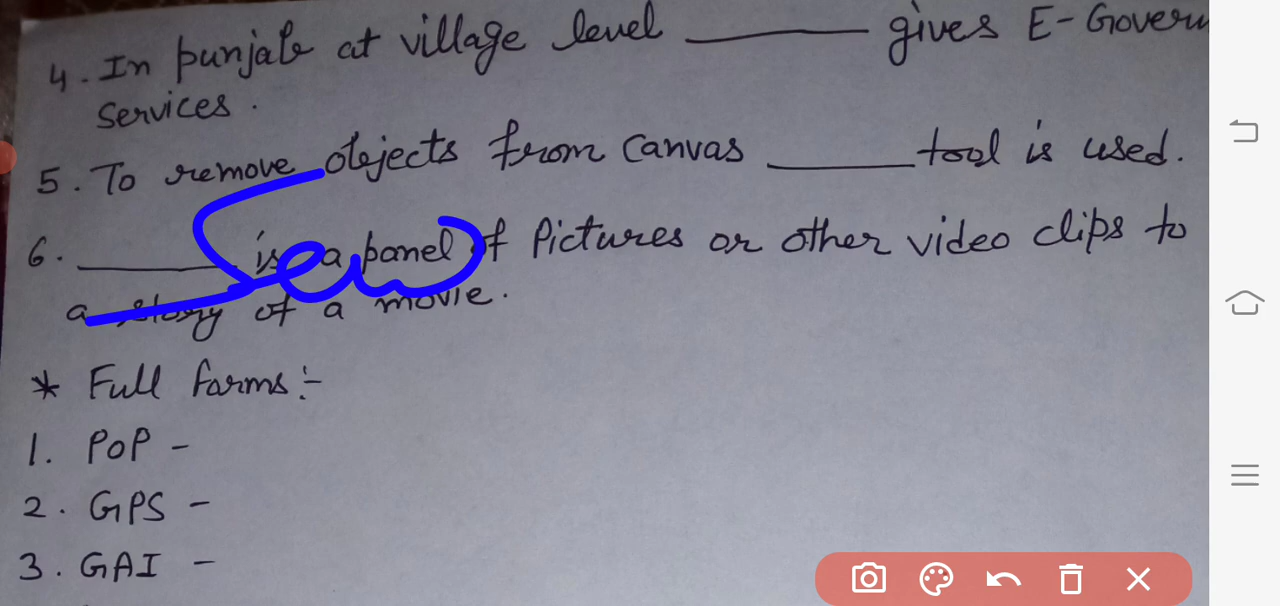 4. In punjab at village level ______ gives E-Govern
Services.
5. To remove objects from canvas ______ tool is used.
6. ______ is a panel of Pictures or other video clips to
a story of a movie.
* Full forms :-
1. POP -
2. GPS -
3. GAI -